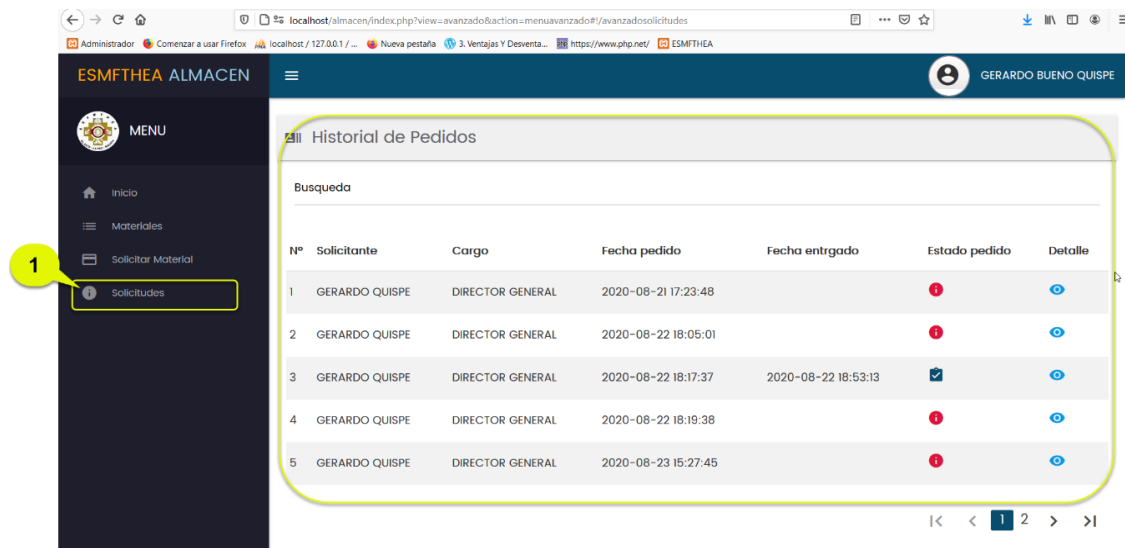 localhost/almacen/index.php?view=avanzado&action=menuavanzado#!/avanzadosolicitudes
Administrador Comenzar a usar Firefox localhost / 127.0.0.1 / ... Nueva pestaña 3. Ventajas Y Desventa... https://www.php.net/ ESMFTHEA
ESMFTHEA ALMACEN GERARDO BUENO QUISPE
MENU
Historial de Pedidos
Busqueda
Inicio
Materiales
Solicitar Material
1 Solicitudes
Nº Solicitante Cargo Fecha pedido Fecha entrgado Estado pedido Detalle
1 GERARDO QUISPE DIRECTOR GENERAL 2020-08-21 17:23:48
2 GERARDO QUISPE DIRECTOR GENERAL 2020-08-22 18:05:01
3 GERARDO QUISPE DIRECTOR GENERAL 2020-08-22 18:17:37 2020-08-22 18:53:13
4 GERARDO QUISPE DIRECTOR GENERAL 2020-08-22 18:19:38
5 GERARDO QUISPE DIRECTOR GENERAL 2020-08-23 15:27:45
1 2